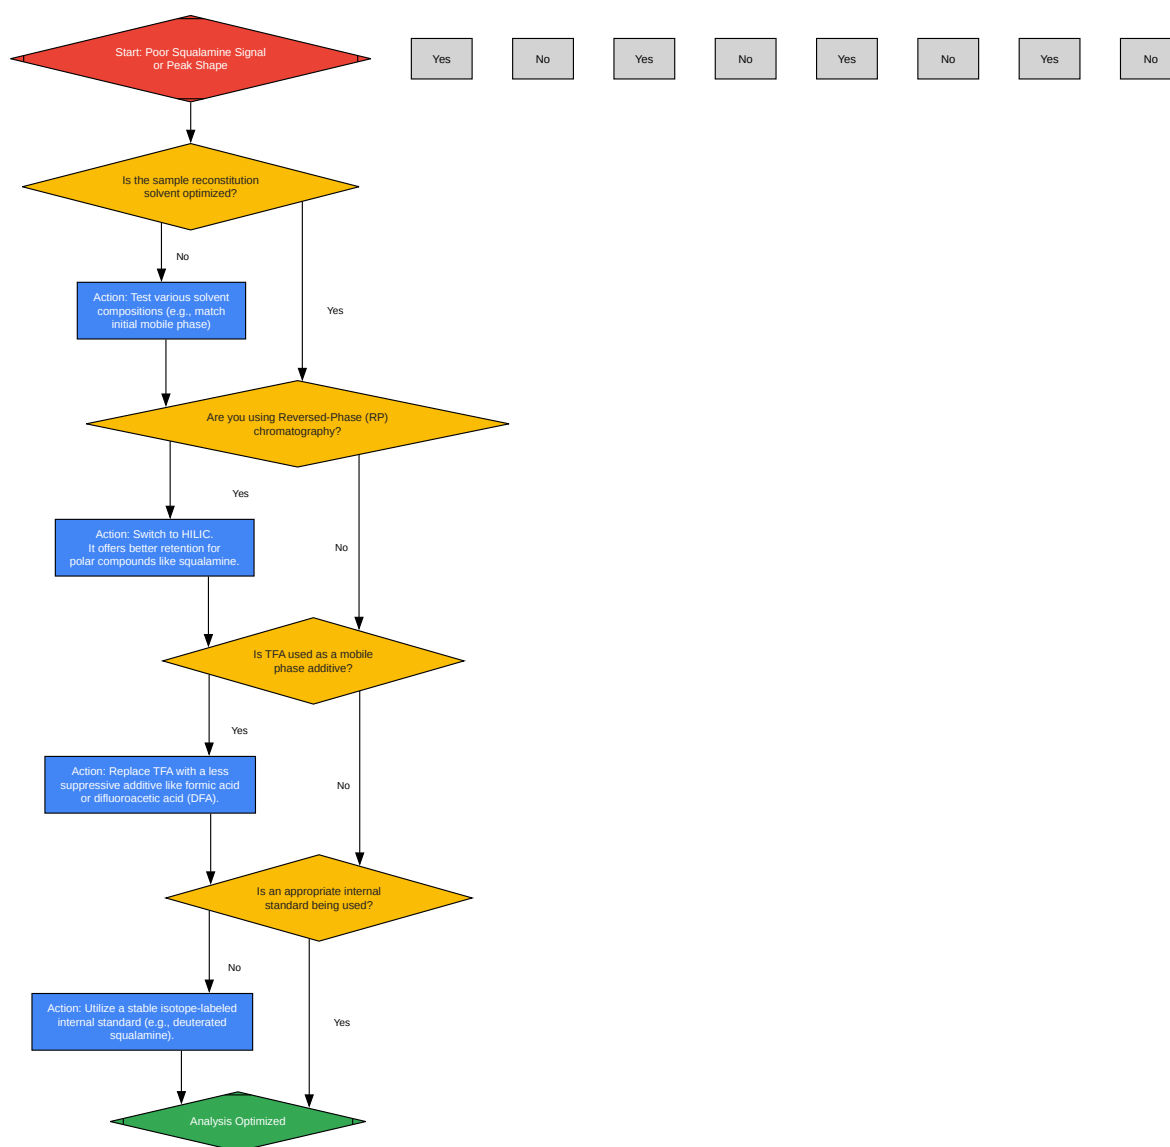 Start: Poor Squalamine Signal
or Peak Shape
Yes
No
Yes
No
Yes
No
Yes
No
Is the sample reconstitution
solvent optimized?
No
Action: Test various solvent
compositions (e.g., match
initial mobile phase)
Yes
Are you using Reversed-Phase (RP)
chromatography?
Yes
Action: Switch to HILIC.
It offers better retention for
polar compounds like squalamine.
No
Is TFA used as a mobile
phase additive?
Yes
Action: Replace TFA with a less
suppressive additive like formic acid
or difluoroacetic acid (DFA).
No
Is an appropriate internal
standard being used?
No
Action: Utilize a stable isotope-labeled
internal standard (e.g., deuterated
squalamine).
Yes
Analysis Optimized